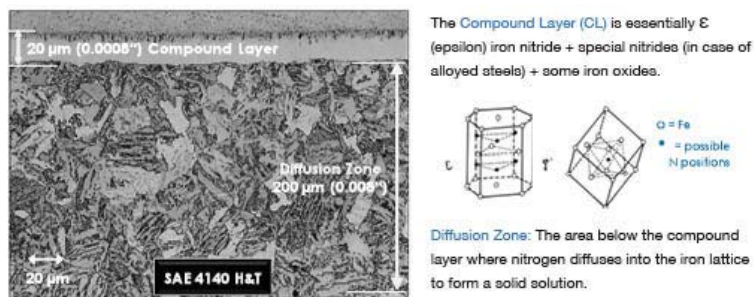 20 µm (0.0008") Compound Layer
Diffusion Zone
200 µm (0.008")
20 µm
SAE 4140 H&T
The Compound Layer (CL) is essentially Ɛ
(epsilon) iron nitride + special nitrides (in case of
alloyed steels) + some iron oxides.
O = Fe
• = possible
N positions
Diffusion Zone: The area below the compound
layer where nitrogen diffuses into the iron lattice
to form a solid solution.